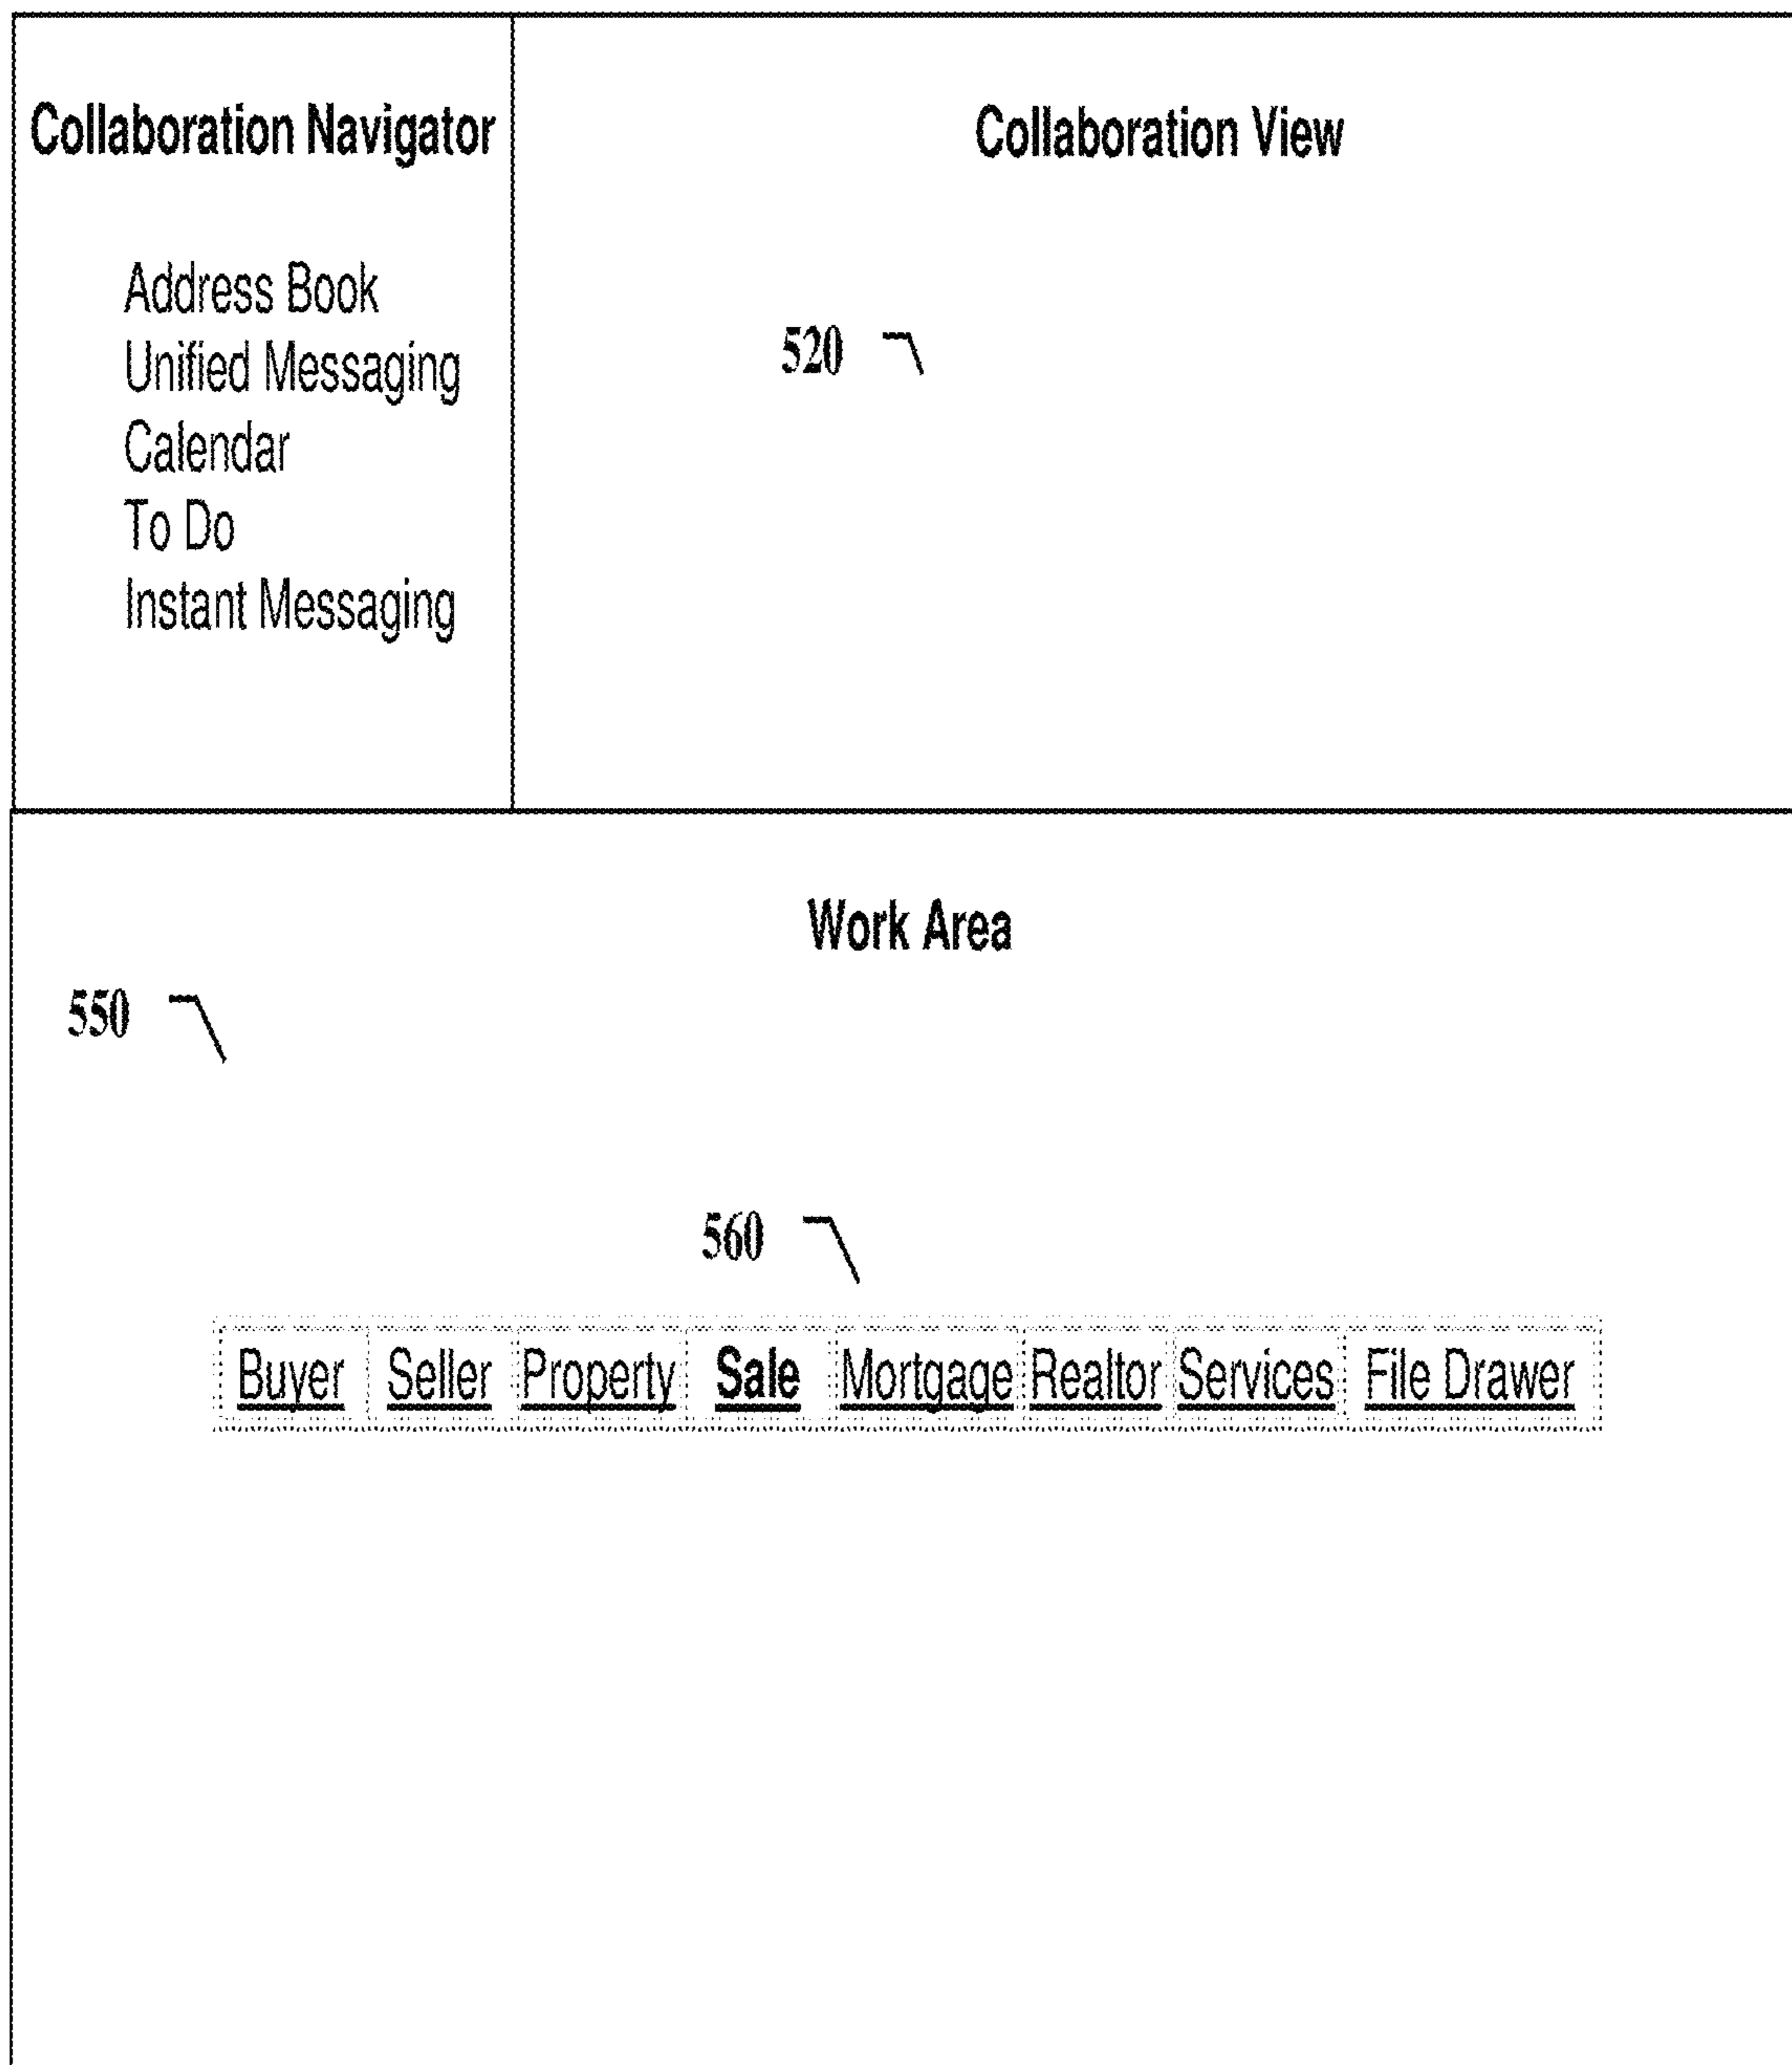 Collaboration Navigator
Address Book
Unified Messaging
Calendar
To Do
Instant Messaging
Collaboration View
520
Work Area
550
560
Buyer Seller Property Sale Mortgage Realtor Services File Drawer